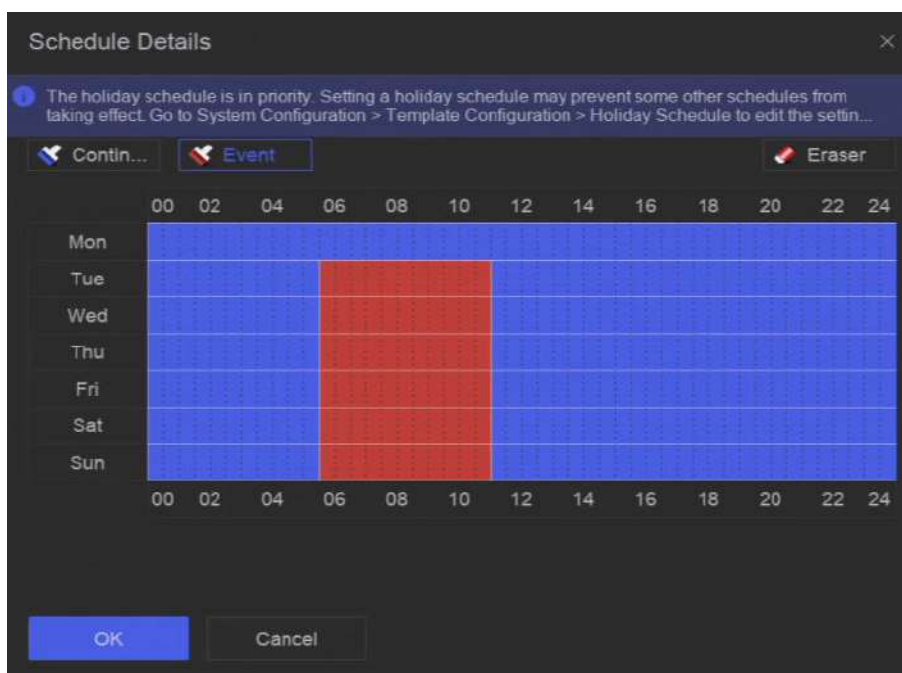 Schedule Details
The holiday schedule is in priority. Setting a holiday schedule may prevent some other schedules from
taking effect. Go to System Configuration > Template Configuration > Holiday Schedule to edit the settin...
Contin... Event Eraser
00 02 04 06 08 10 12 14 16 18 20 22 24
Mon
Tue
Wed
Thu
Fri
Sat
Sun
00 02 04 06 08 10 12 14 16 18 20 22 24
OK Cancel